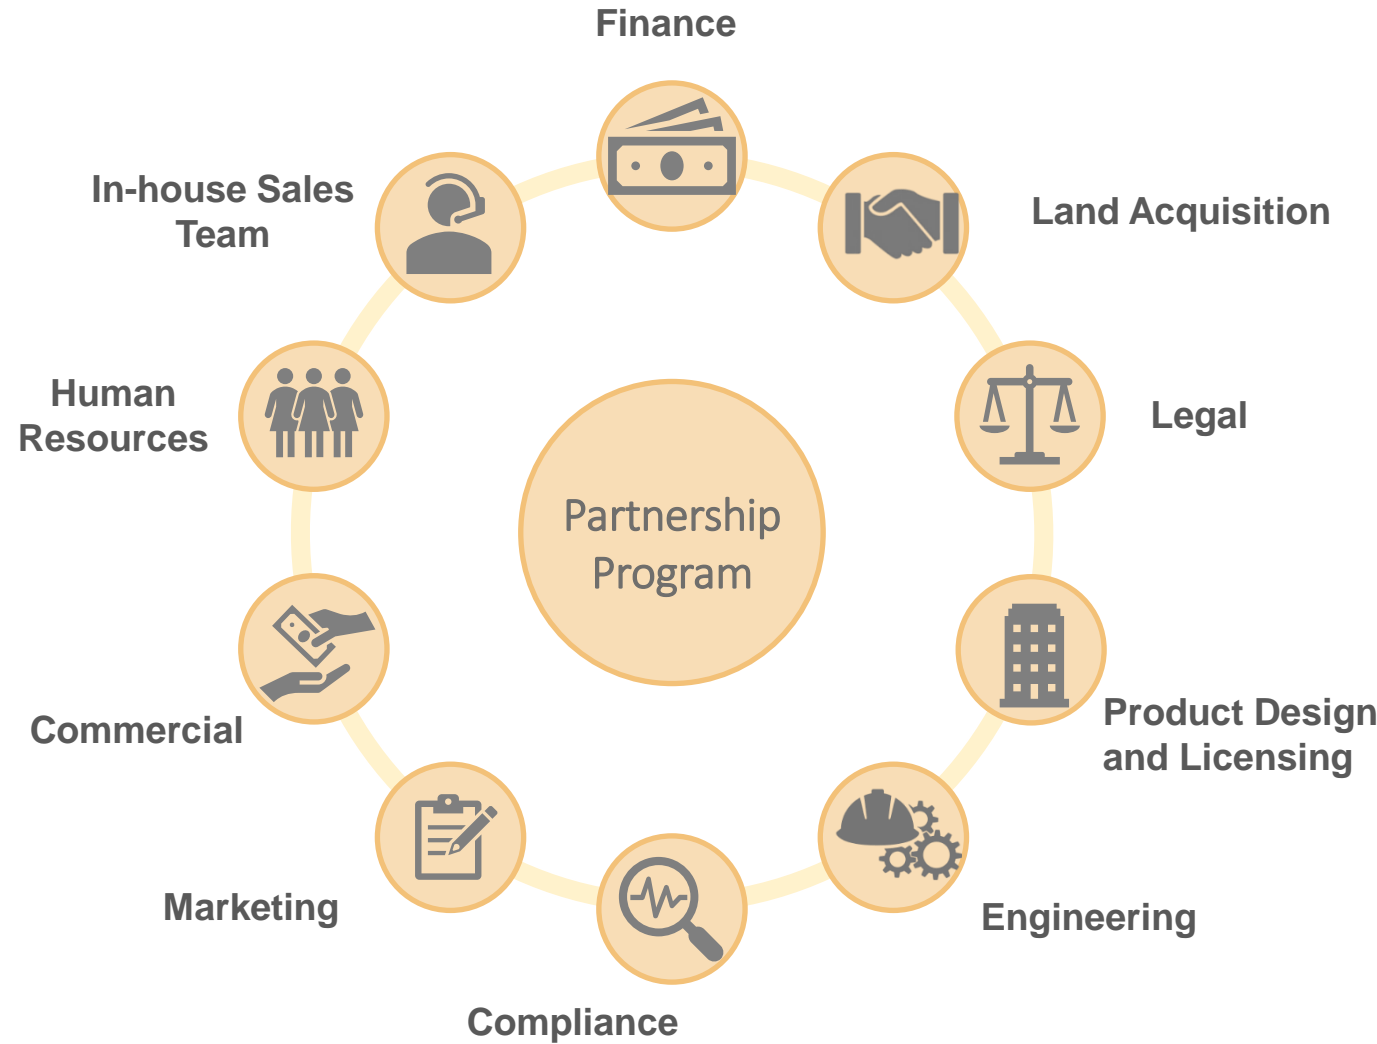 Finance
In-house Sales
Team
Land Acquisition
Human
Resources
Legal
Partnership
Program
Commercial
Product Design
and Licensing
Marketing
Engineering
Compliance